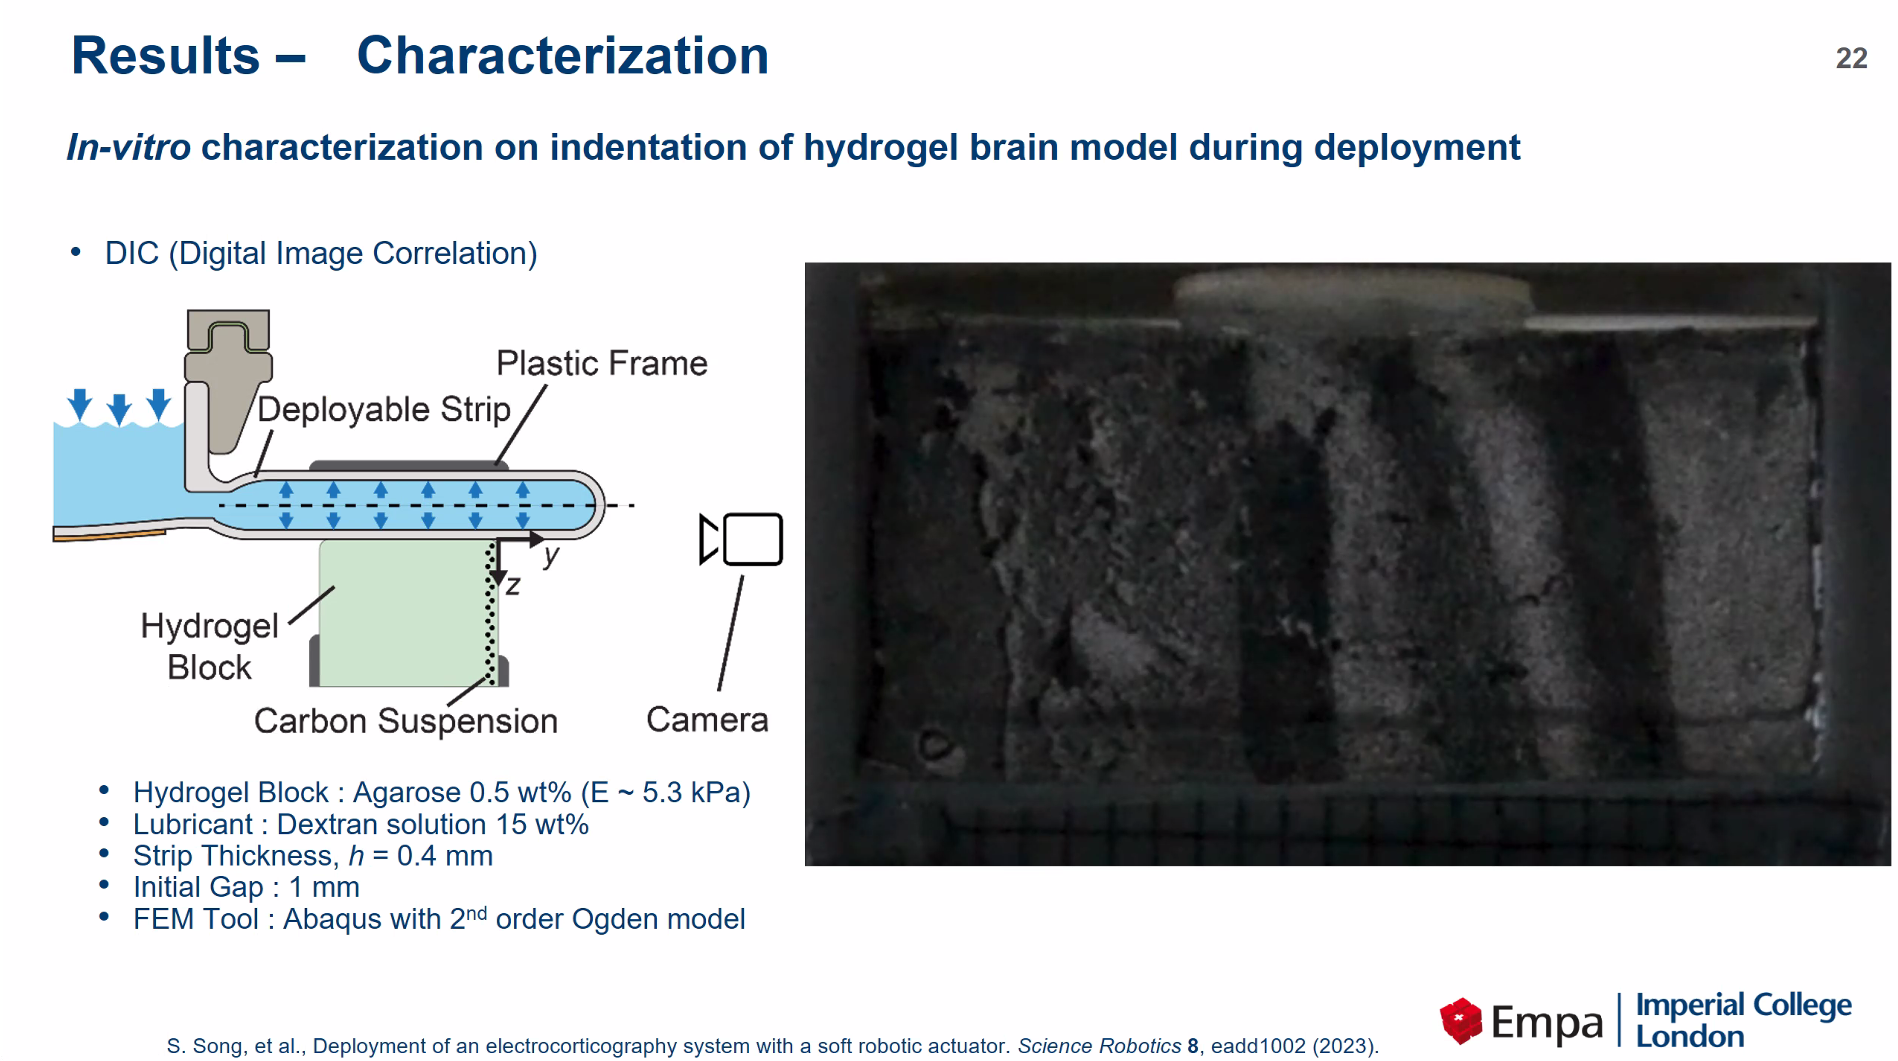 Results – Characterization
22
In-vitro characterization on indentation of hydrogel brain model during deployment
• DIC (Digital Image Correlation)
Plastic Frame
Deployable Strip
y
z
Hydrogel
Block
Carbon Suspension
Camera
• Hydrogel Block : Agarose 0.5 wt% (E ~ 5.3 kPa)
• Lubricant : Dextran solution 15 wt%
• Strip Thickness, h = 0.4 mm
• Initial Gap : 1 mm
• FEM Tool : Abaqus with 2nd order Ogden model
Empa
Imperial College
London
S. Song, et al., Deployment of an electrocorticography system with a soft robotic actuator. Science Robotics 8, eadd1002 (2023).